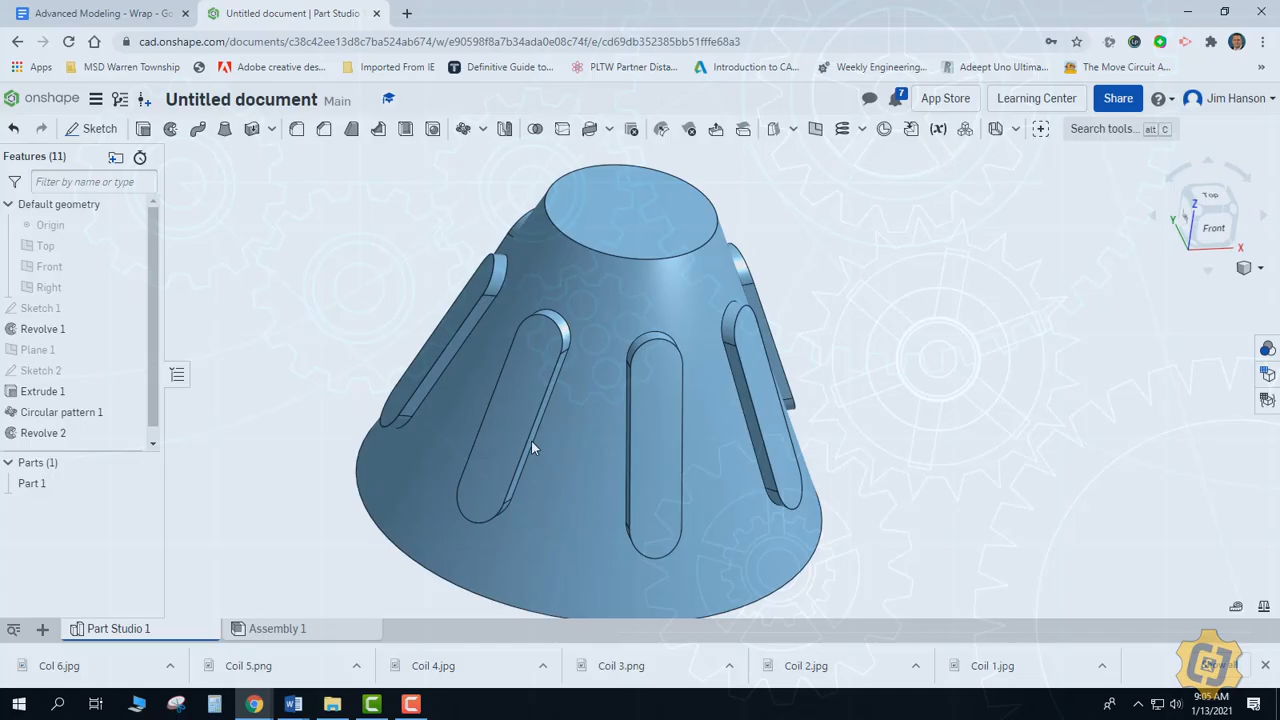 Advanced Modeling - Wrap - Go
Untitled document | Part Studio
cad.onshape.com/documents/c38c42ee13d8c7ba524ab674/w/e90598f8a7b34ada0e08c74f/e/cd69db352385bb51fffe68a3
Apps
MSD Warren Township
Adobe creative des...
Imported From IE
Definitive Guide to...
PLTW Partner Dista...
Introduction to CA...
Weekly Engineering...
Adeept Uno Ultima...
The Move Circuit A...
»
onshape
Untitled document Main
7
App Store
Learning Center
Share
Jim Hanson
Sketch
(x)
Search tools... alt C
Features (11)
Filter by name or type
Default geometry
Origin
Top
Front
Right
Sketch 1
Revolve 1
Plane 1
Sketch 2
Extrude 1
Circular pattern 1
Revolve 2
Parts (1)
Part 1
Top
Z
Y
Front
X
Part Studio 1
Assembly 1
Col 6.jpg
Coil 5.png
Coil 4.jpg
Coil 3.png
Coil 2.jpg
Coil 1.jpg
Show all
9:05 AM
1/13/2021